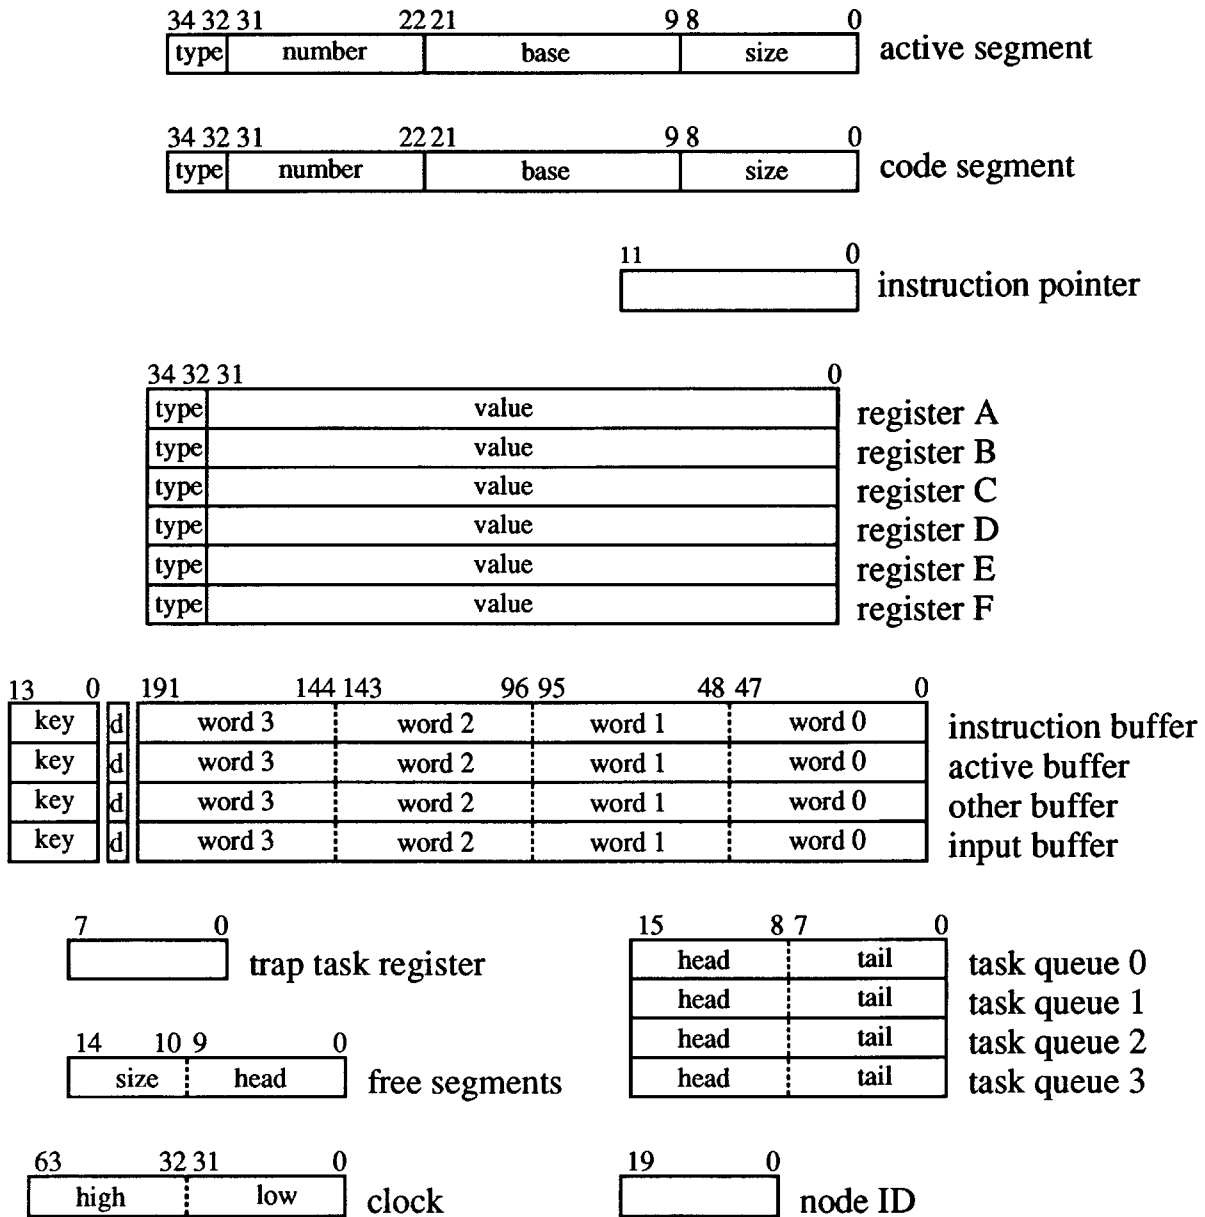 34 32 31 22 21 9 8 0
type number base size active segment
34 32 31 22 21 9 8 0
type number base size code segment
11 0
instruction pointer
34 32 31 0
type value register A
type value register B
type value register C
type value register D
type value register E
type value register F
13 0 191 144 143 96 95 48 47 0
key d word 3 word 2 word 1 word 0 instruction buffer
key d word 3 word 2 word 1 word 0 active buffer
key d word 3 word 2 word 1 word 0 other buffer
key d word 3 word 2 word 1 word 0 input buffer
7 0
trap task register
15 8 7 0
head tail task queue 0
head tail task queue 1
head tail task queue 2
head tail task queue 3
14 10 9 0
size head free segments
63 32 31 0
high low clock
19 0
node ID